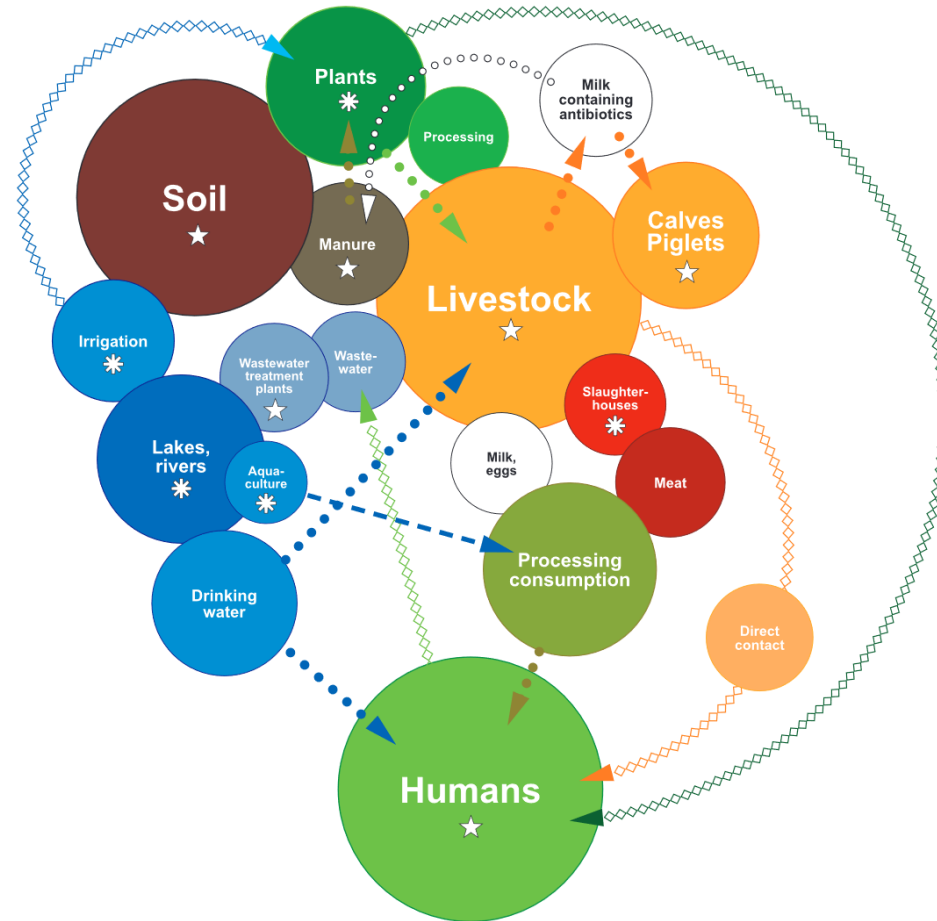 Plants
Milk
containing
antibiotics
Processing
Soil
Calves
Piglets
Manure
Livestock
Irrigation
Wastewater
treatment
plants
Waste-
water
Slaughter-
houses
Lakes,
rivers
Aqua-
culture
Milk,
eggs
Meat
Processing
consumption
Drinking
water
Direct
contact
Humans